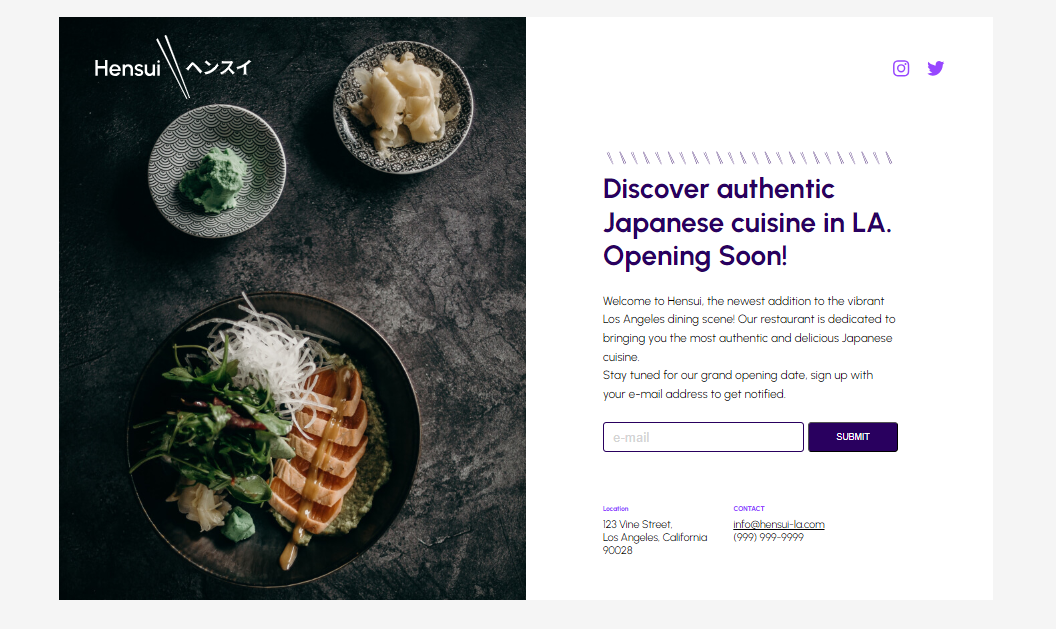 Hensui ヘンスイ
Discover authentic
Japanese cuisine in LA.
Opening Soon!
Welcome to Hensui, the newest addition to the vibrant
Los Angeles dining scene! Our restaurant is dedicated to
bringing you the most authentic and delicious Japanese
cuisine.
Stay tuned for our grand opening date, sign up with
your e-mail address to get notified.
e-mail SUBMIT
Location
123 Vine Street,
Los Angeles, California
90028
CONTACT
info@hensui-la.com
(999) 999-9999